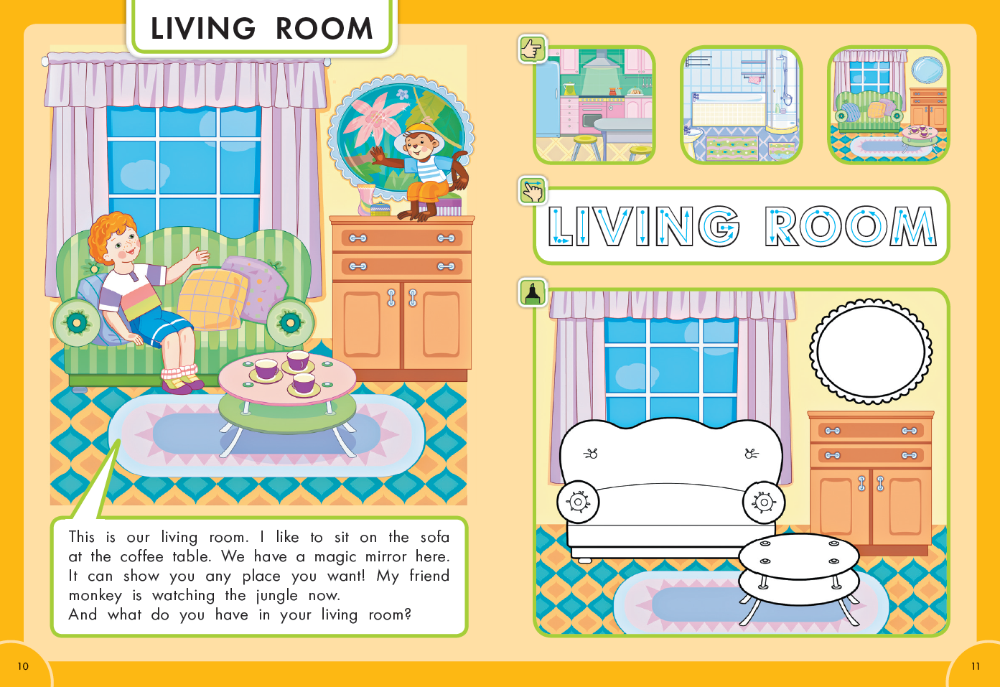 LIVING ROOM
This is our living room. I like to sit on the sofa
at the coffee table. We have a magic mirror here.
It can show you any place you want! My friend
monkey is watching the jungle now.
And what do you have in your living room?
10
LIVING ROOM
11